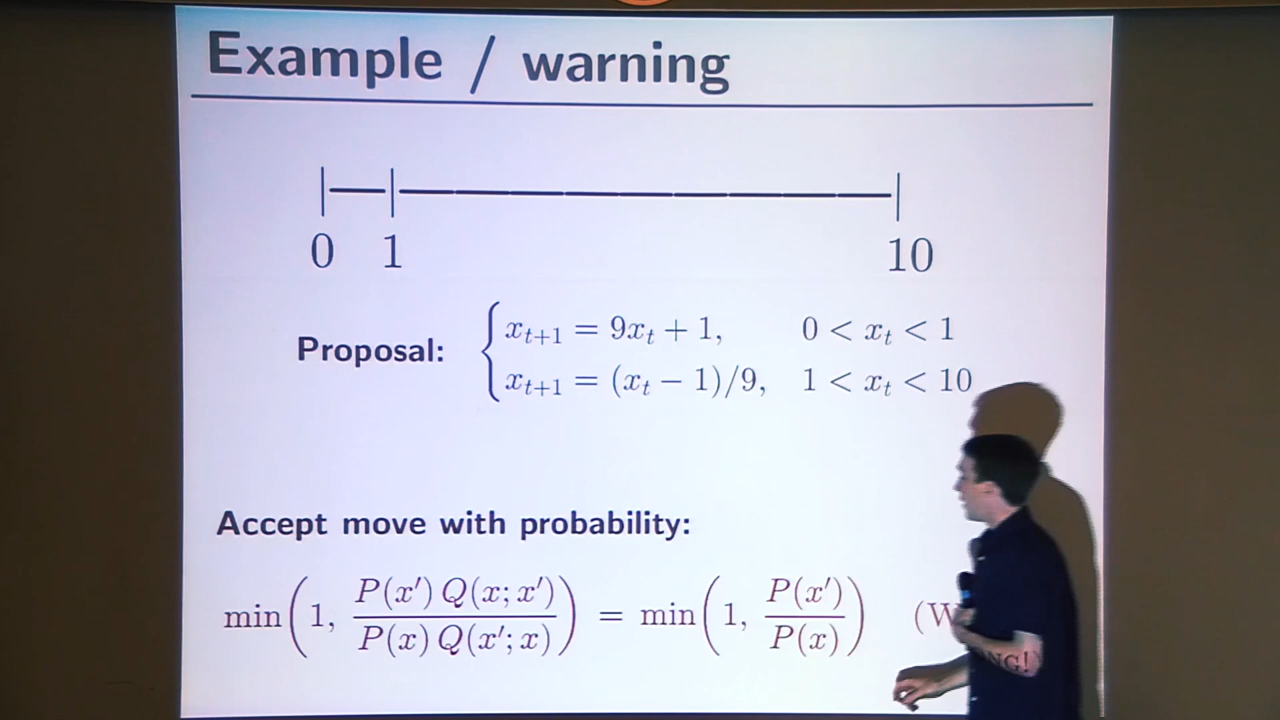 Example / warning
0 1 10
Proposal: { x_{t+1} = 9x_t + 1, 0 < x_t < 1
x_{t+1} = (x_t − 1)/9, 1 < x_t < 10
Accept move with probability:
min(1, P(x′) Q(x; x′) / P(x) Q(x′; x)) = min(1, P(x′) / P(x))